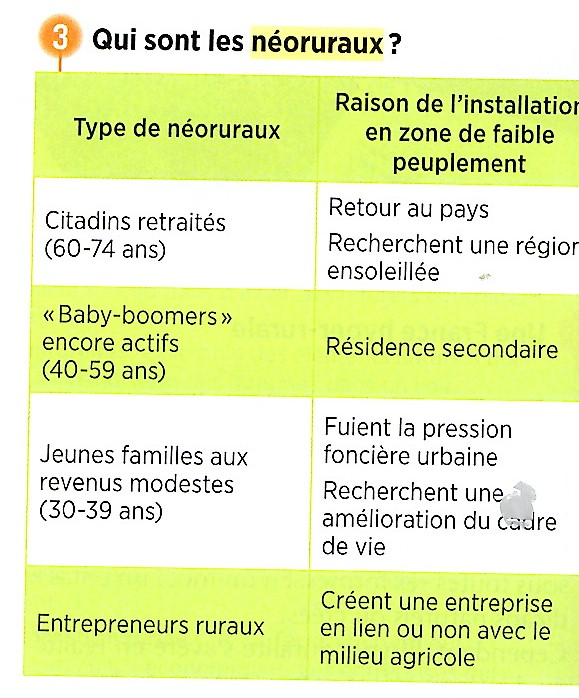 3 Qui sont les néoruraux ?
Type de néoruraux
Raison de l'installation
en zone de faible
peuplement
Citadins retraités
(60-74 ans)
Retour au pays
Recherchent une région
ensoleillée
« Baby-boomers »
encore actifs
(40-59 ans)
Résidence secondaire
Jeunes familles aux
revenus modestes
(30-39 ans)
Fuient la pression
foncière urbaine
Recherchent une
amélioration du cadre
de vie
Entrepreneurs ruraux
Créent une entreprise
en lien ou non avec le
milieu agricole